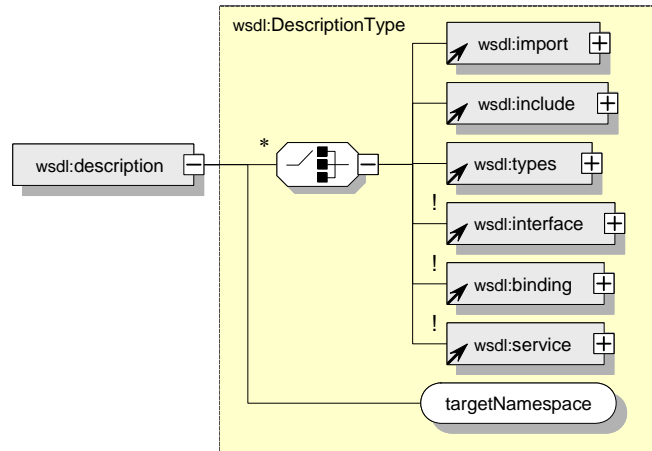 wsdl:DescriptionType
wsdl:import
wsdl:include
*
wsdl:description
wsdl:types
!
wsdl:interface
!
wsdl:binding
!
wsdl:service
targetNamespace